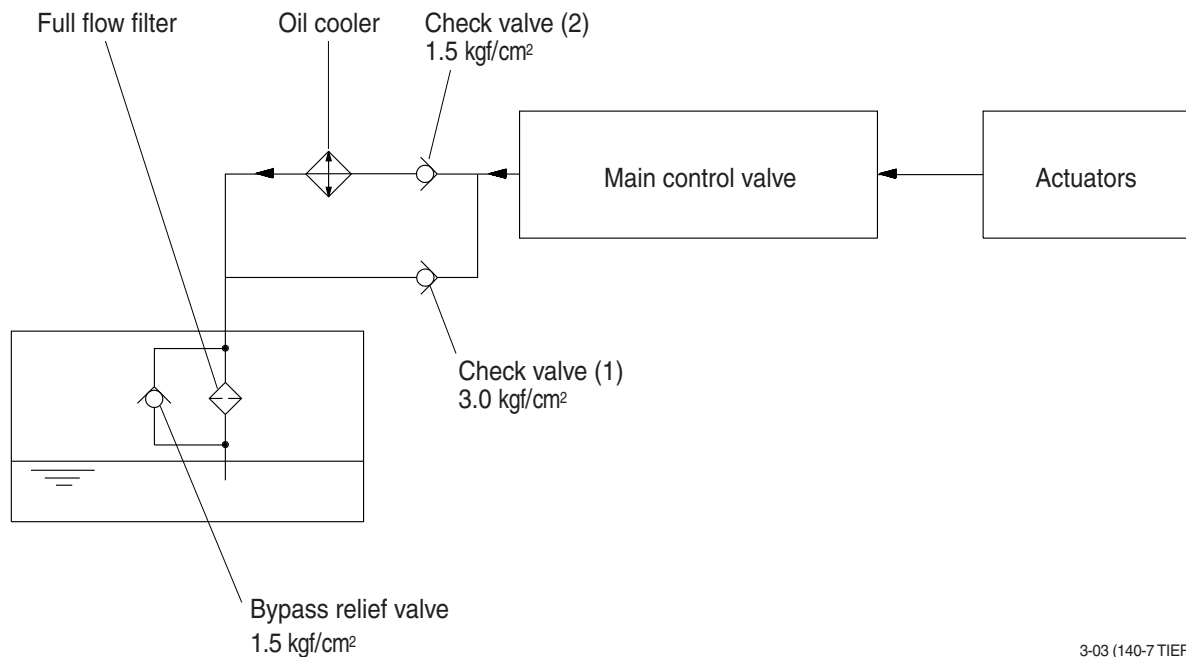 Full flow filter
Oil cooler
Check valve (2)
1.5 kgf/cm²
Main control valve
Actuators
Check valve (1)
3.0 kgf/cm²
Bypass relief valve
1.5 kgf/cm²
3-03 (140-7 TIER